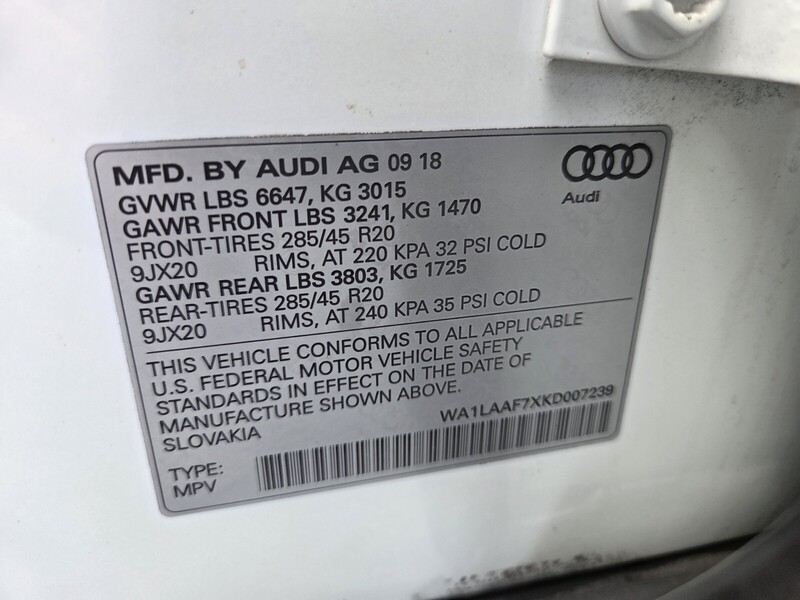 MFD. BY AUDI AG 09 18
Audi
GVWR LBS 6647, KG 3015
GAWR FRONT LBS 3241, KG 1470
FRONT-TIRES 285/45 R20
9JX20 RIMS, AT 220 KPA 32 PSI COLD
GAWR REAR LBS 3803, KG 1725
REAR-TIRES 285/45 R20
9JX20 RIMS, AT 240 KPA 35 PSI COLD
THIS VEHICLE CONFORMS TO ALL APPLICABLE
U.S. FEDERAL MOTOR VEHICLE SAFETY
STANDARDS IN EFFECT ON THE DATE OF
MANUFACTURE SHOWN ABOVE.
SLOVAKIA
WA1LAAF7XKD007239
TYPE:
MPV